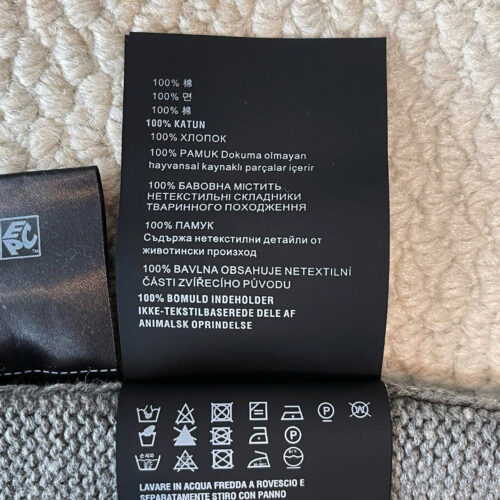 100% 棉
100% 면
100% 棉
100% KATUN
100% ХЛОПОК
100% PAMUK Dokuma olmayan
hayvansal kaynaklı parçalar içerir
100% БАВОВНА МІСТИТЬ
НЕТЕКСТИЛЬНІ СКЛАДНИКИ
ТВАРИННОГО ПОХОДЖЕННЯ
100% ПАМУК
Съдържа нетекстилни детайли от
животински произход
100% BAVLNA OBSAHUJE NETEXTILNÍ
ČÁSTI ZVÍŘECÍHO PŮVODU
100% BOMULD INDEHOLDER
IKKE-TEKSTILBASEREDE DELE AF
ANIMALSK OPRINDELSE
EPC
LAVARE IN ACQUA FREDDA A ROVESCIO E
SEPARATAMENTE STIRO CON PANNO